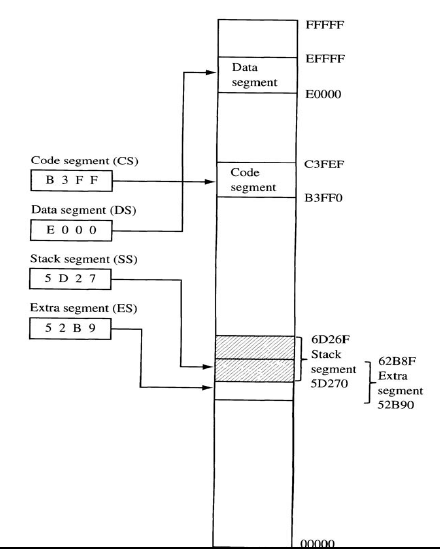 FFFFF
EFFFF
Data
segment
E0000
Code segment (CS)
B 3 F F
C3FEF
Code
segment
B3FF0
Data segment (DS)
E 0 0 0
Stack segment (SS)
5 D 2 7
Extra segment (ES)
5 2 B 9
6D26F
Stack
segment
5D270
62B8F
Extra
segment
52B90
00000